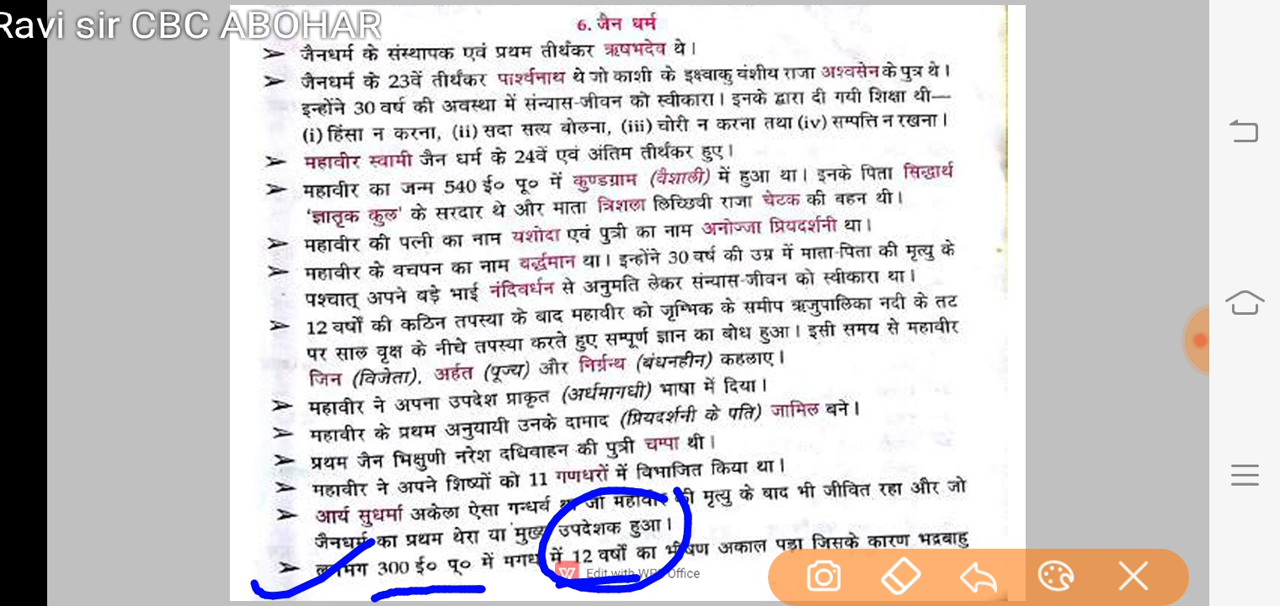 Ravi sir CBC ABOHAR
6. जैन धर्म
➤ जैनधर्म के संस्थापक एवं प्रथम तीर्थंकर ऋषभदेव थे।
➤ जैनधर्म के 23वें तीर्थंकर पार्श्वनाथ थे जो काशी के इक्ष्वाकु वंशीय राजा अश्वसेन के पुत्र थे।
इन्होंने 30 वर्ष की अवस्था में संन्यास-जीवन को स्वीकारा। इनके द्वारा दी गयी शिक्षा थी—
(i) हिंसा न करना, (ii) सदा सत्य बोलना, (iii) चोरी न करना तथा (iv) सम्पत्ति न रखना।
➤ महावीर स्वामी जैन धर्म के 24वें एवं अंतिम तीर्थंकर हुए।
➤ महावीर का जन्म 540 ई० पू० में कुण्डग्राम (वैशाली) में हुआ था। इनके पिता सिद्धार्थ
'ज्ञातृक कुल' के सरदार थे और माता त्रिशला लिच्छिवी राजा चेटक की बहन थी।
➤ महावीर की पत्नी का नाम यशोदा एवं पुत्री का नाम अनोज्जा प्रियदर्शनी था।
➤ महावीर के बचपन का नाम वर्द्धमान था। इन्होंने 30 वर्ष की उम्र में माता-पिता की मृत्यु के
पश्चात् अपने बड़े भाई नंदिवर्धन से अनुमति लेकर संन्यास-जीवन को स्वीकारा था।
➤ 12 वर्षों की कठिन तपस्या के बाद महावीर को जृम्भिक के समीप ऋजुपालिका नदी के तट
पर साल वृक्ष के नीचे तपस्या करते हुए सम्पूर्ण ज्ञान का बोध हुआ। इसी समय से महावीर
जिन (विजेता), अर्हत (पूज्य) और निर्ग्रन्थ (बंधनहीन) कहलाए।
➤ महावीर ने अपना उपदेश प्राकृत (अर्धमागधी) भाषा में दिया।
➤ महावीर के प्रथम अनुयायी उनके दामाद (प्रियदर्शनी के पति) जामिल बने।
➤ प्रथम जैन भिक्षुणी नरेश दधिवाहन की पुत्री चम्पा थी।
➤ महावीर ने अपने शिष्यों को 11 गणधरों में विभाजित किया था।
➤ आर्य सुधर्मा अकेला ऐसा गन्धर्व था जो महावीर की मृत्यु के बाद भी जीवित रहा और जो
जैनधर्म का प्रथम थेरा या मुख्य उपदेशक हुआ।
➤ लगभग 300 ई० पू० में मगध में 12 वर्षों का भीषण अकाल पड़ा जिसके कारण भद्रबाहु
Edit with WPS Office